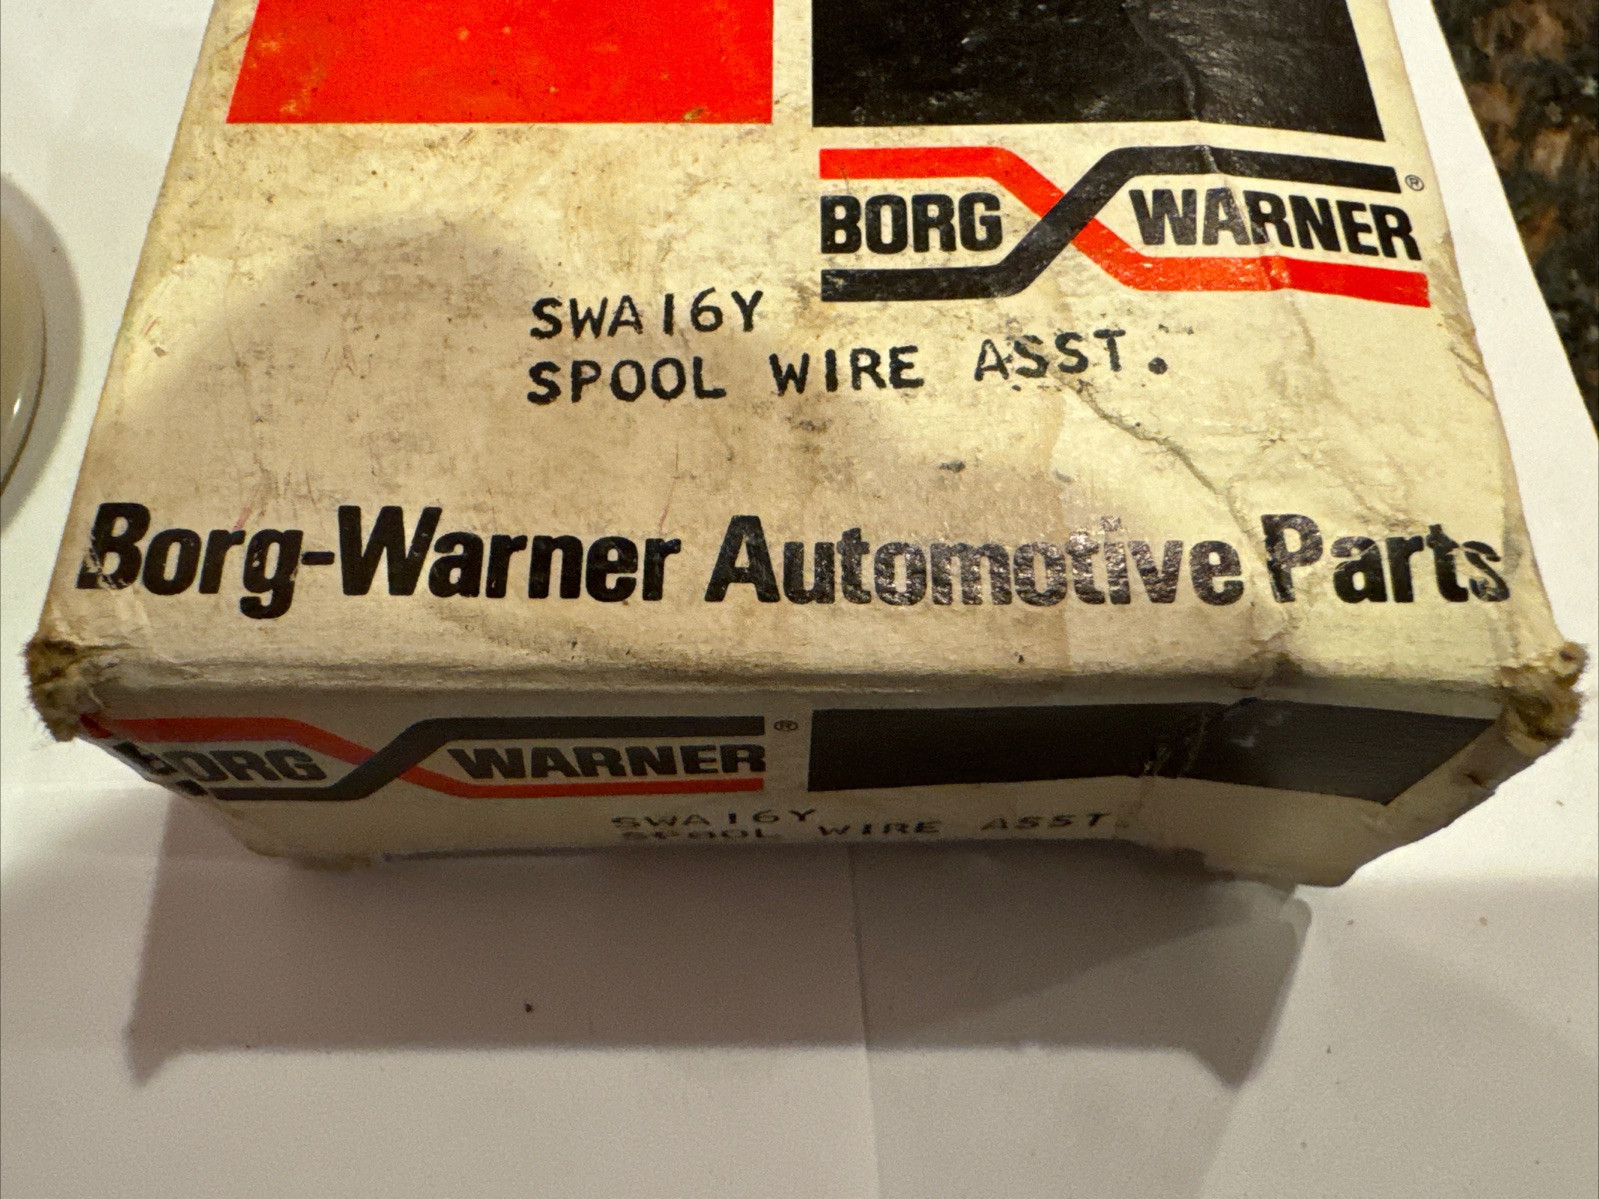 BORG WARNER ®
SWA16Y
SPOOL WIRE ASST.
Borg-Warner Automotive Parts
BORG WARNER ®
SWA16Y
SPOOL WIRE ASST.